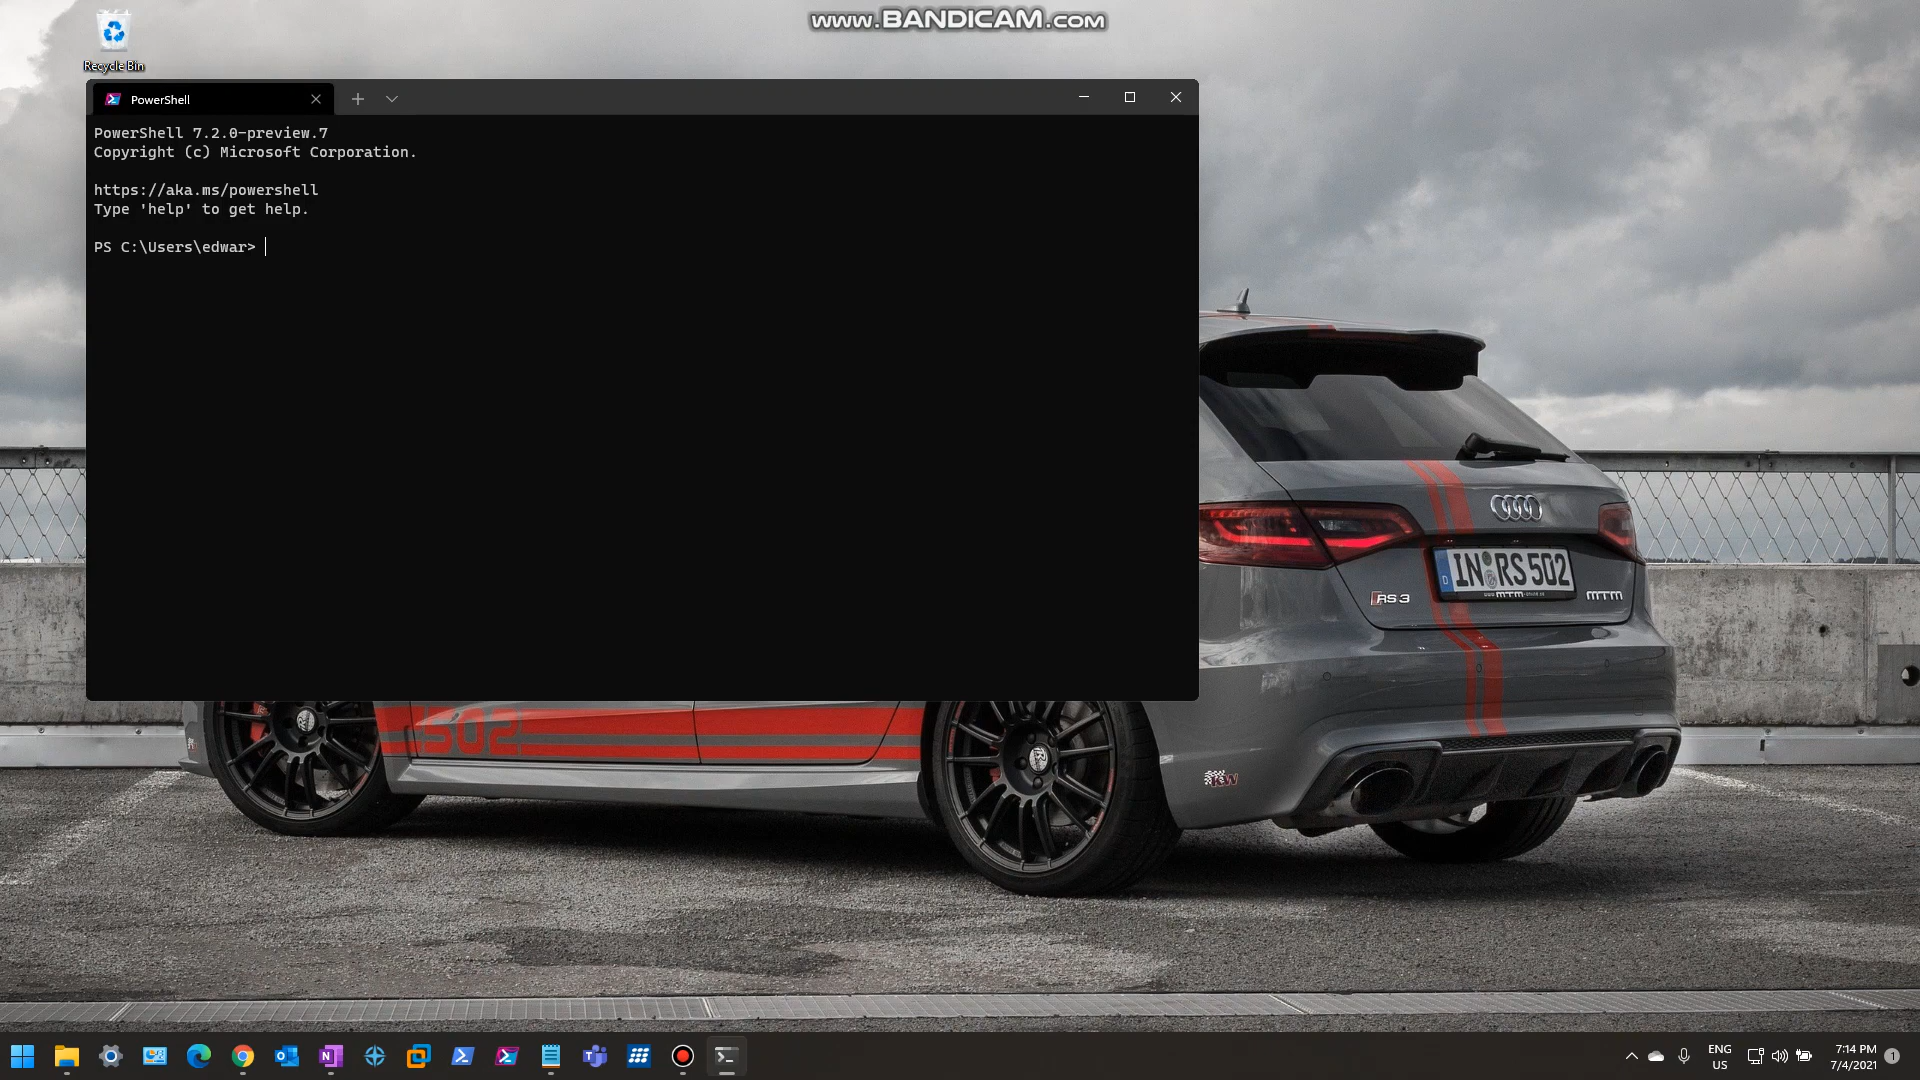 www.BANDICAM.com
Recycle Bin
PowerShell
PowerShell 7.2.0-preview.7
Copyright (c) Microsoft Corporation.
https://aka.ms/powershell
Type 'help' to get help.
PS C:\Users\edwar>
IN RS 502
D
RS 3
mTm
502
KW
ENG
US
7:14 PM
7/4/2021
1